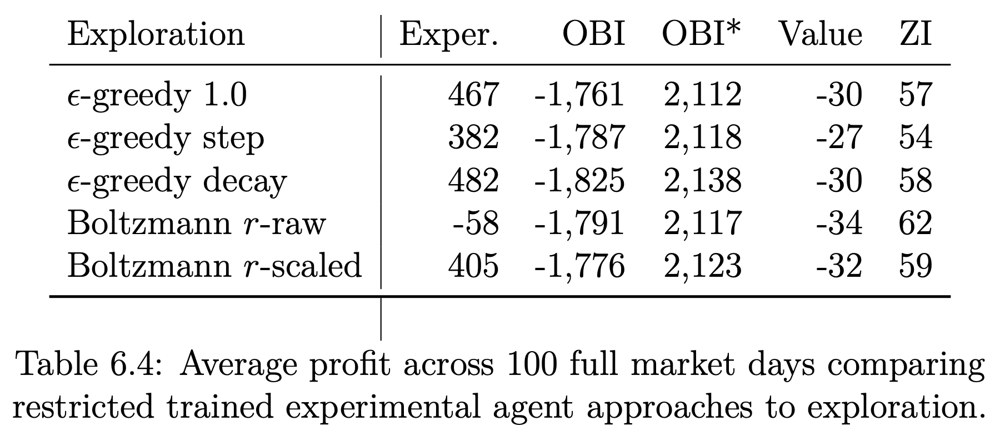 Exploration Exper. OBI OBI* Value ZI
ϵ-greedy 1.0 467 -1,761 2,112 -30 57
ϵ-greedy step 382 -1,787 2,118 -27 54
ϵ-greedy decay 482 -1,825 2,138 -30 58
Boltzmann r-raw -58 -1,791 2,117 -34 62
Boltzmann r-scaled 405 -1,776 2,123 -32 59
Table 6.4: Average profit across 100 full market days comparing
restricted trained experimental agent approaches to exploration.